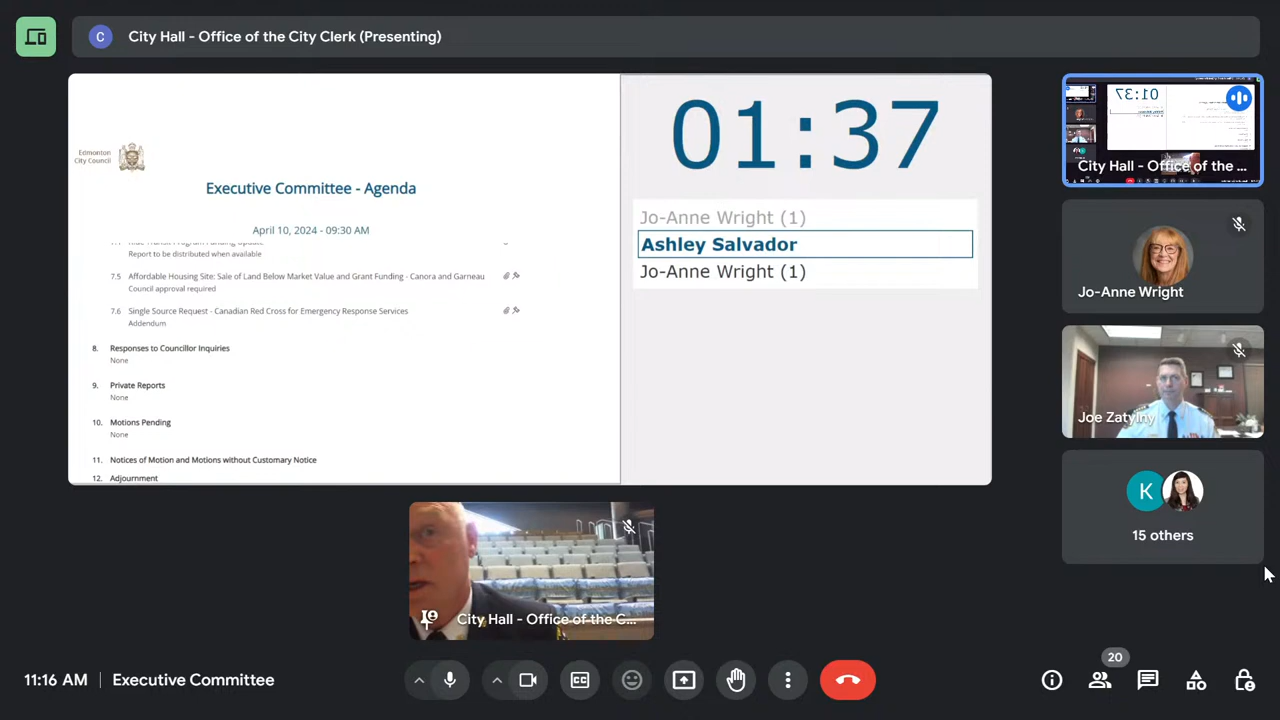 City Hall - Office of the City Clerk (Presenting)
C
Edmonton
City Council
Executive Committee - Agenda
April 10, 2024 - 09:30 AM
Report to be distributed when available
7.5 Affordable Housing Site: Sale of Land Below Market Value and Grant Funding - Canora and Garneau
Council approval required
7.6 Single Source Request - Canadian Red Cross for Emergency Response Services
Addendum
8. Responses to Councillor Inquiries
None
9. Private Reports
None
10. Motions Pending
None
11. Notices of Motion and Motions without Customary Notice
12. Adjournment
01:37
Jo-Anne Wright (1)
Ashley Salvador
Jo-Anne Wright (1)
01:37
City Hall - Office of the ...
Jo-Anne Wright
Joe Zatylny
K
15 others
City Hall - Office of the C...
11:16 AM | Executive Committee
20